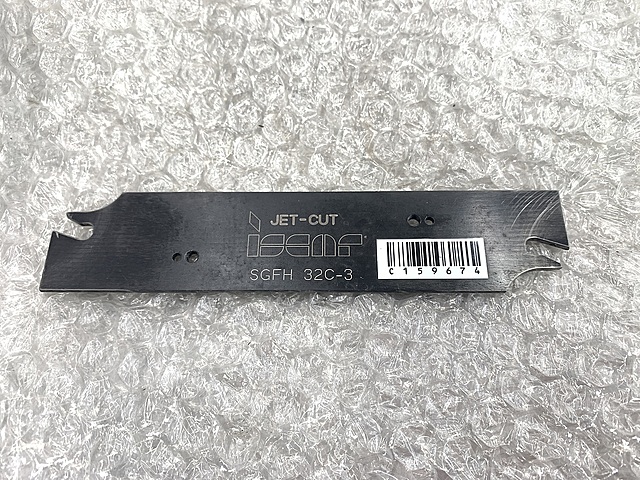 JET-CUT
iscar
SGFH 32C-3
C159674